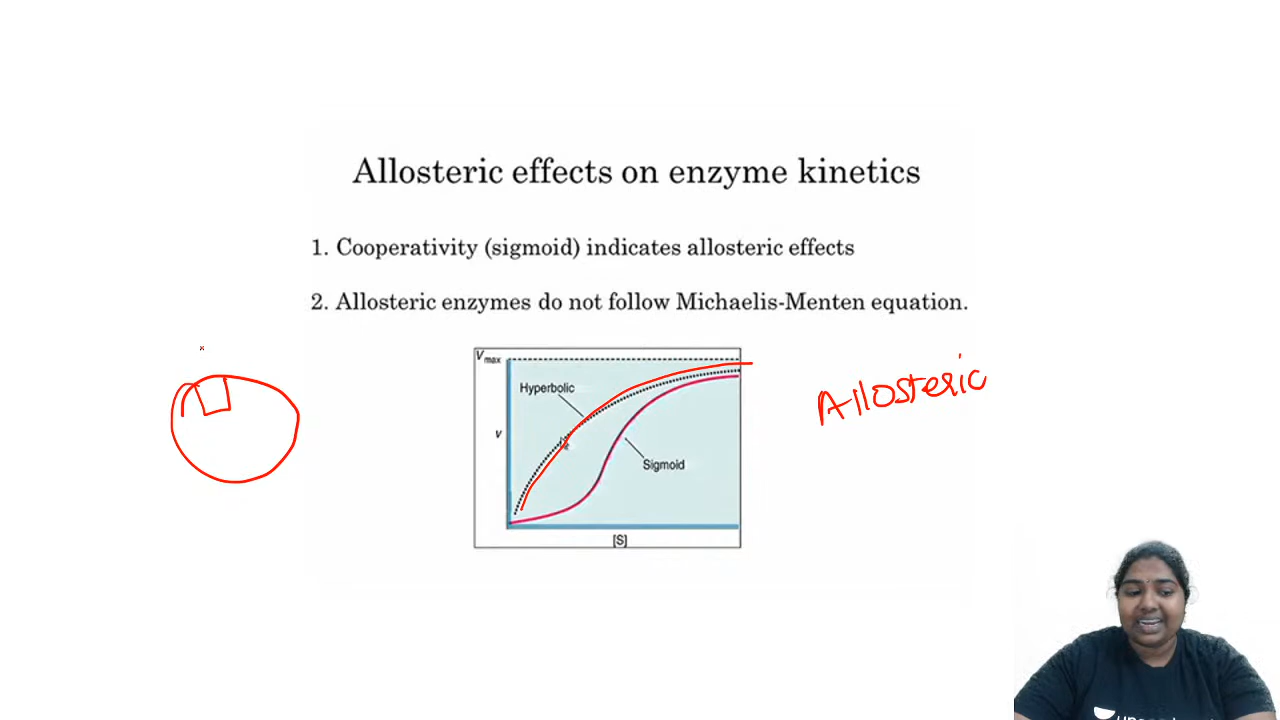 Allosteric effects on enzyme kinetics
1. Cooperativity (sigmoid) indicates allosteric effects
2. Allosteric enzymes do not follow Michaelis-Menten equation.
Vmax
Hyperbolic
v
Sigmoid
[S]
Allosteric